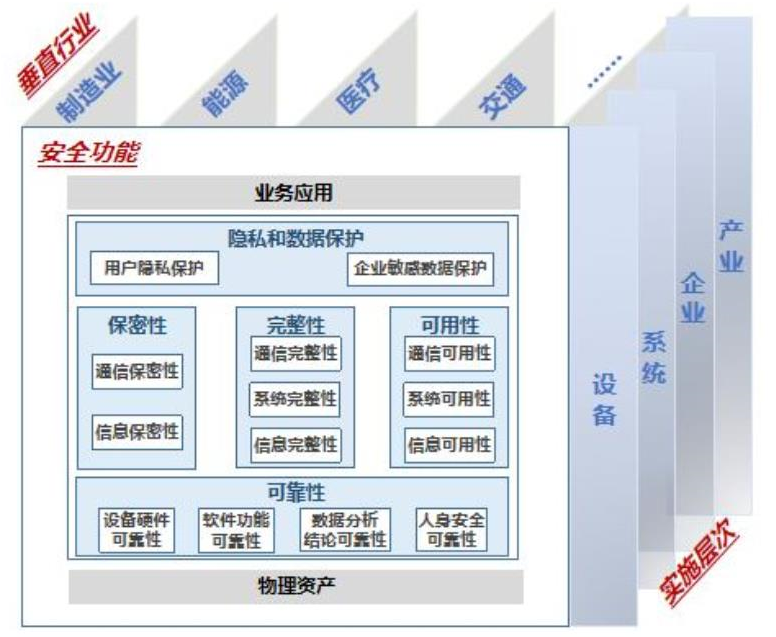 垂直行业
制造业
能源
医疗
交通
······
安全功能
业务应用
隐私和数据保护
用户隐私保护
企业敏感数据保护
保密性
通信保密性
信息保密性
完整性
通信完整性
系统完整性
信息完整性
可用性
通信可用性
系统可用性
信息可用性
可靠性
设备硬件
可靠性
软件功能
可靠性
数据分析
结论可靠性
人身安全
可靠性
物理资产
设备
系统
企业
产业
实施层次